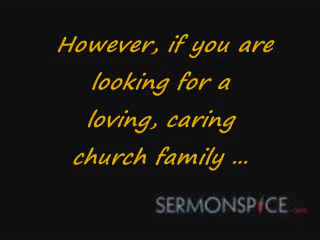 However, if you are
looking for a
loving, caring
church family ...
SERMONSPICE.com